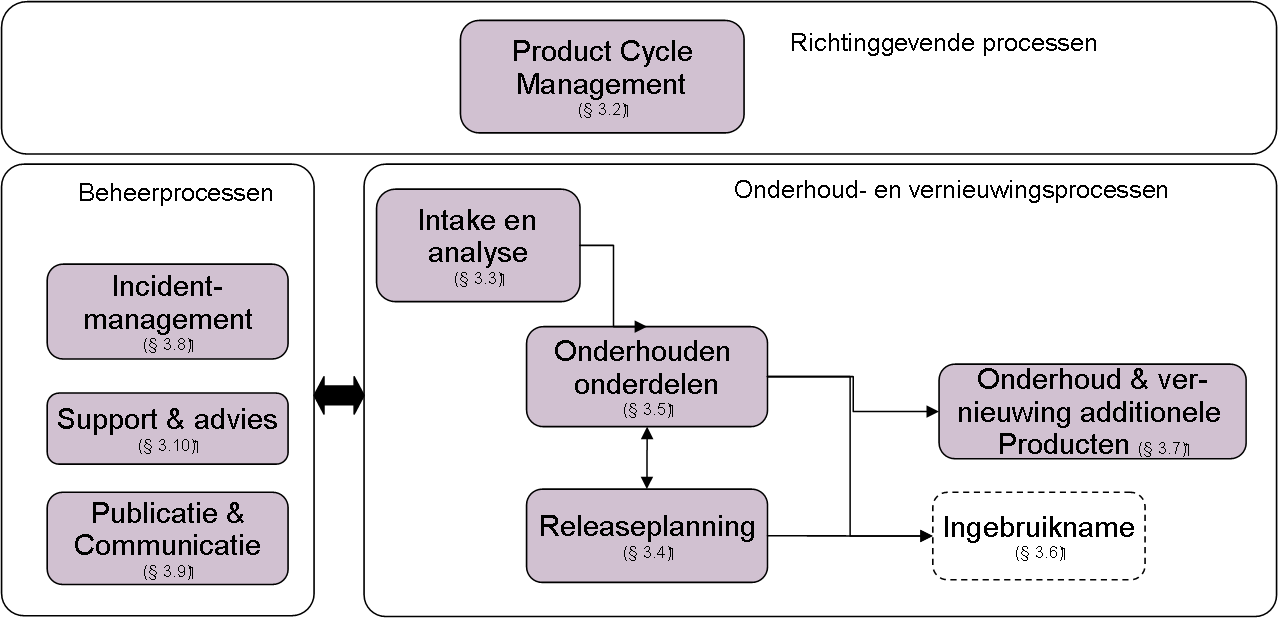 Product Cycle
Management
(§ 3.2)
Richtinggevende processen
Beheerprocessen
Incident-
management
(§ 3.8)
Support & advies
(§ 3.10)
Publicatie &
Communicatie
(§ 3.9)
Onderhoud- en vernieuwingsprocessen
Intake en
analyse
(§ 3.3)
Onderhouden
onderdelen
(§ 3.5)
Releaseplanning
(§ 3.4)
Onderhoud & ver-
nieuwing additionele
Producten (§ 3.7)
Ingebruikname
(§ 3.6)